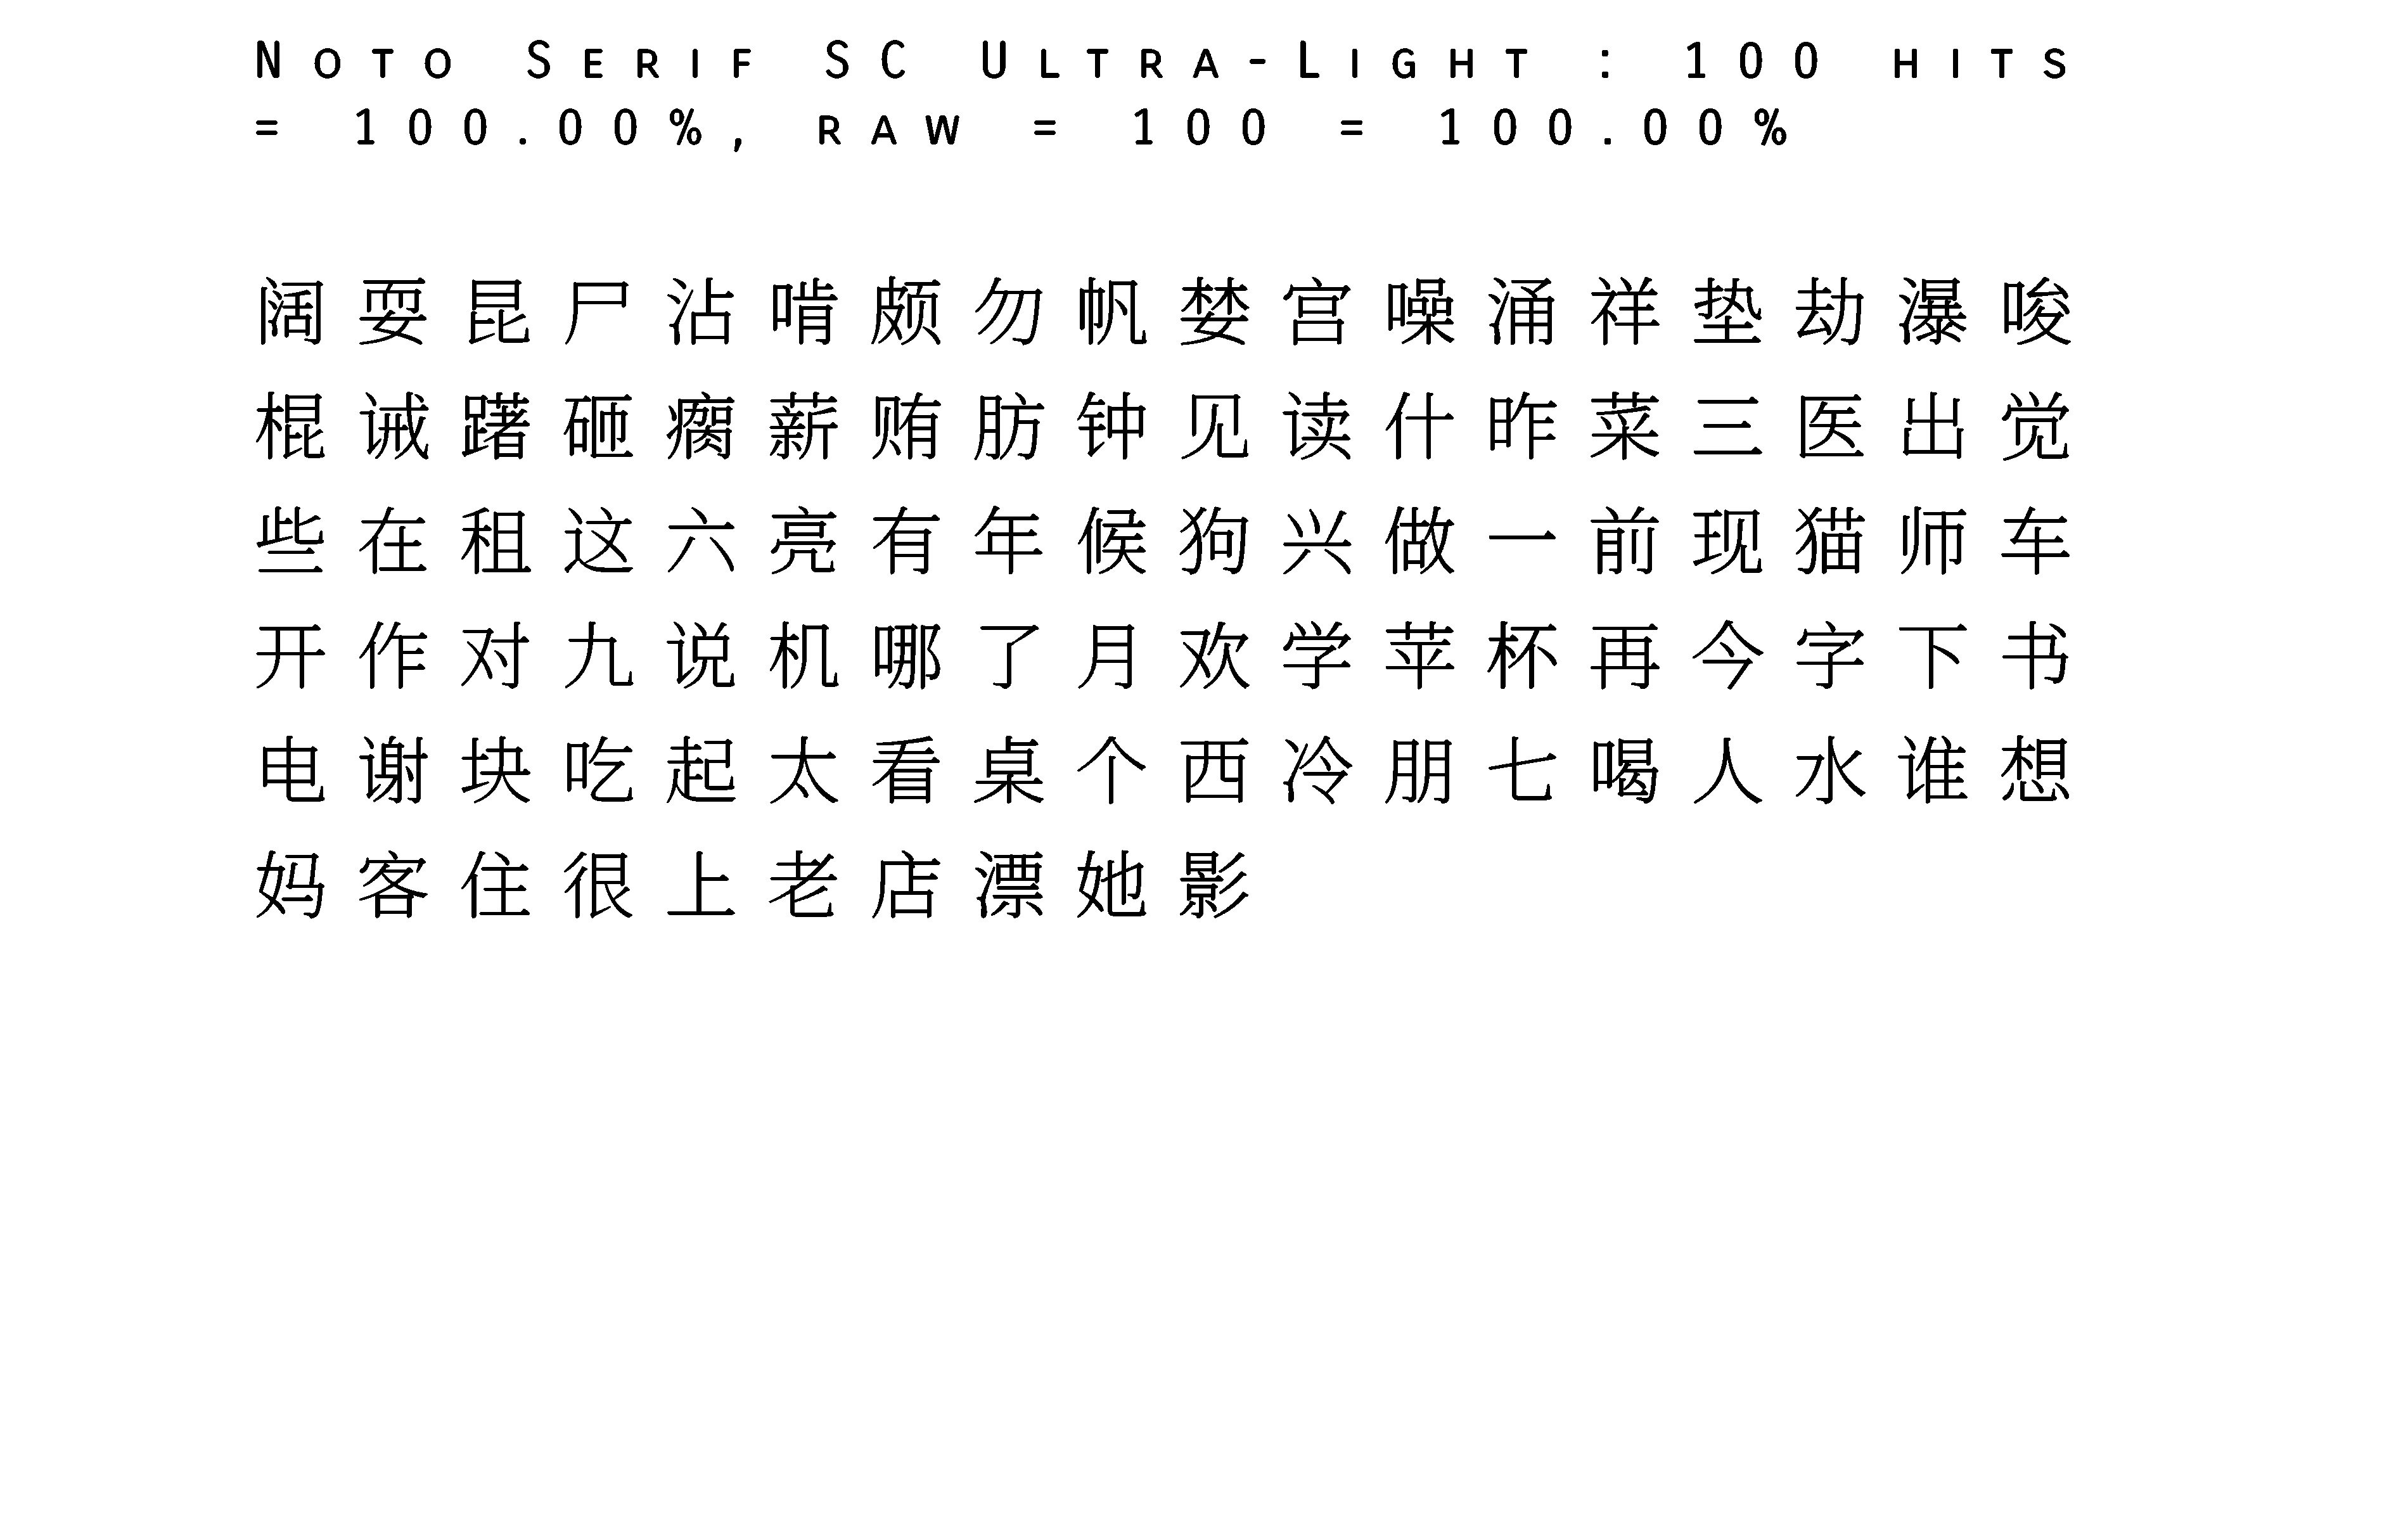 Noto Serif SC Ultra-Light : 100 hits
= 100.00%, raw = 100 = 100.00%
阔耍昆尸沾啃颇勿帆婪宫噪涌祥垫劫瀑唆
棍诫躇砸瘸薪贿肪钟见读什昨菜三医出觉
些在租这六亮有年候狗兴做一前现猫师车
开作对九说机哪了月欢学苹杯再今字下书
电谢块吃起太看桌个西冷朋七喝人水谁想
妈客住很上老店漂她影